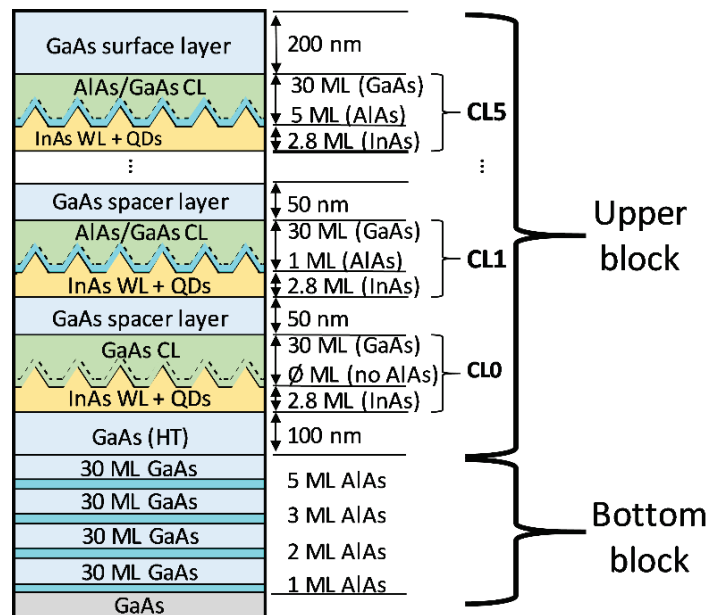 GaAs surface layer
200 nm
AlAs/GaAs CL
30 ML (GaAs)
5 ML (AlAs)
CL5
InAs WL + QDs
2.8 ML (InAs)
...
...
GaAs spacer layer
50 nm
AlAs/GaAs CL
30 ML (GaAs)
1 ML (AlAs)
CL1
InAs WL + QDs
2.8 ML (InAs)
Upper
block
GaAs spacer layer
50 nm
GaAs CL
30 ML (GaAs)
Ø ML (no AlAs)
CL0
InAs WL + QDs
2.8 ML (InAs)
GaAs (HT)
100 nm
30 ML GaAs
5 ML AlAs
30 ML GaAs
3 ML AlAs
30 ML GaAs
2 ML AlAs
30 ML GaAs
1 ML AlAs
Bottom
block
GaAs